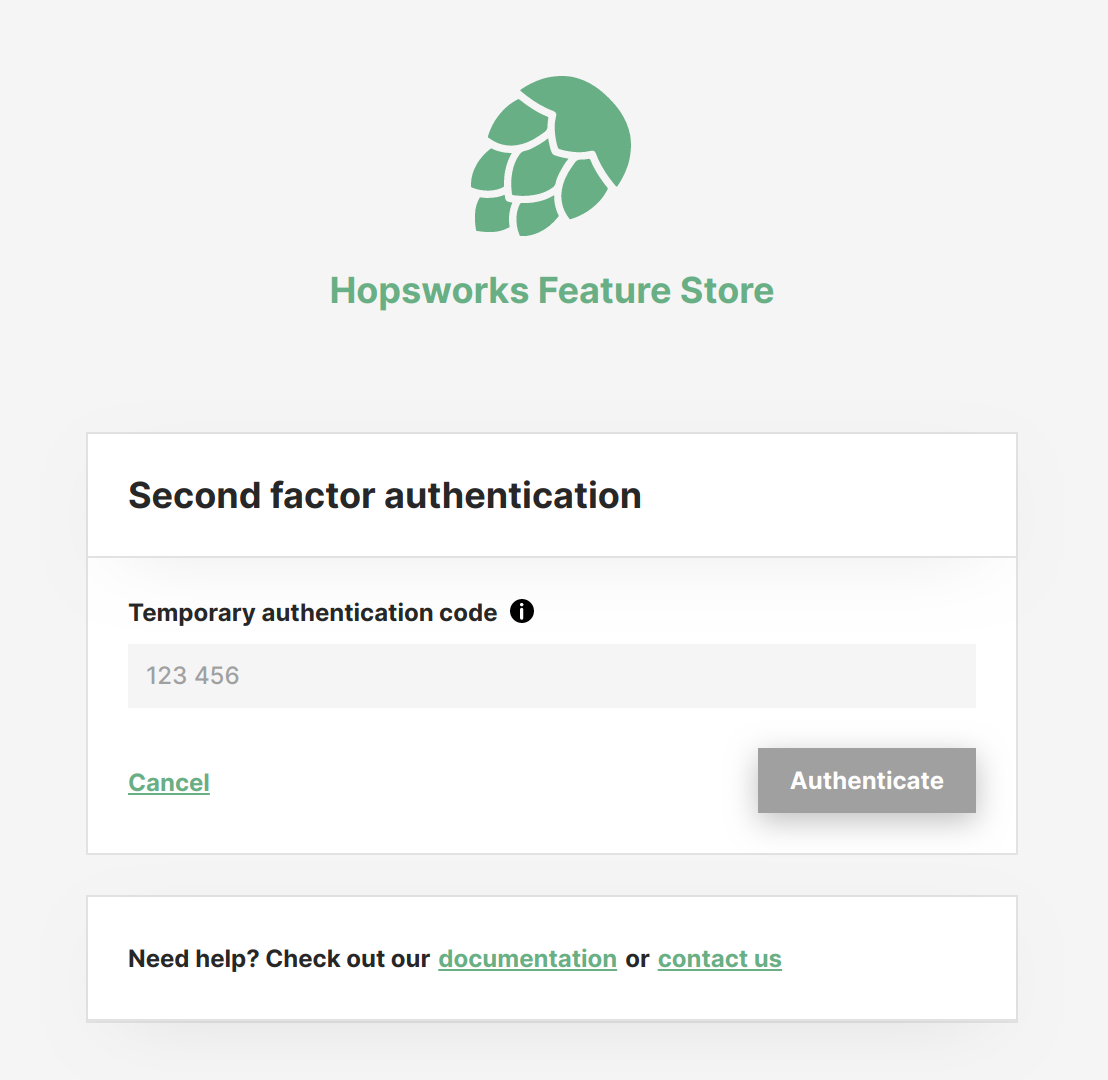 Hopsworks Feature Store
Second factor authentication
Temporary authentication code
123 456
Cancel
Authenticate
Need help? Check out our documentation or contact us